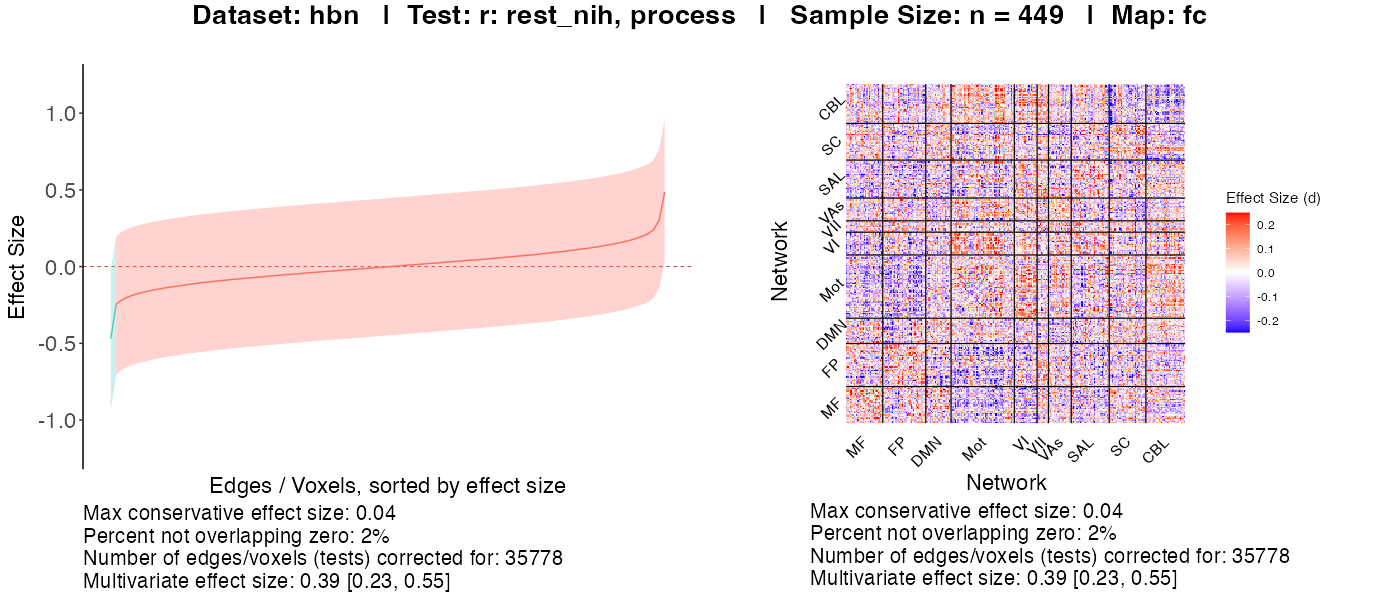 Dataset: hbn | Test: r: rest_nih, process | Sample Size: n = 449 | Map: fc
Effect Size
1.0
0.5
0.0
-0.5
-1.0
Edges / Voxels, sorted by effect size
Max conservative effect size: 0.04
Percent not overlapping zero: 2%
Number of edges/voxels (tests) corrected for: 35778
Multivariate effect size: 0.39 [0.23, 0.55]
Network
CBL
SC
SAL
VAs
VII
VI
Mot
DMN
FP
MF
MF FP DMN Mot VI VII VAs SAL SC CBL
Network
Effect Size (d)
0.2
0.1
0.0
-0.1
-0.2
Max conservative effect size: 0.04
Percent not overlapping zero: 2%
Number of edges/voxels (tests) corrected for: 35778
Multivariate effect size: 0.39 [0.23, 0.55]